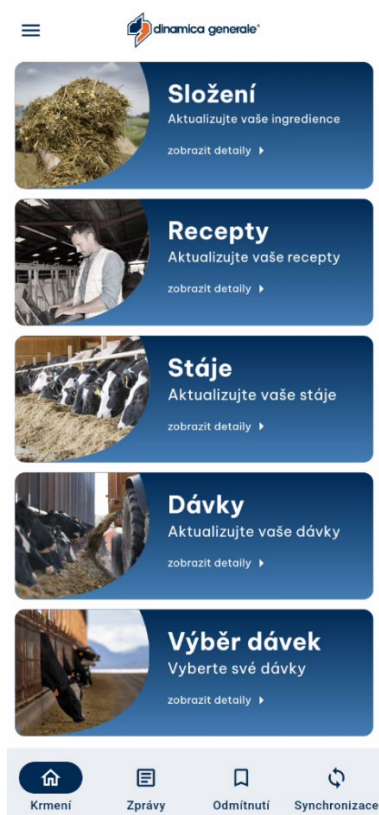 dinamica generale®
Složení
Aktualizujte vaše ingredience
zobrazit detaily
Recepty
Aktualizujte vaše recepty
zobrazit detaily
Stáje
Aktualizujte vaše stáje
zobrazit detaily
Dávky
Aktualizujte vaše dávky
zobrazit detaily
Výběr dávek
Vyberte své dávky
zobrazit detaily
Krmení Zprávy Odmítnutí Synchronizace